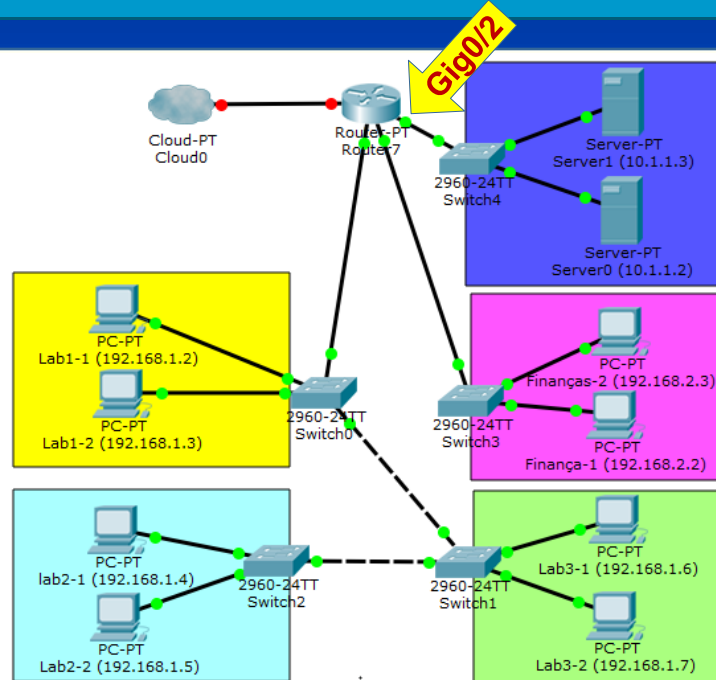 Gig0/2
Cloud-PT
Cloud0
Router-PT
Router7
2960-24TT
Switch4
Server-PT
Server1 (10.1.1.3)
Server-PT
Server0 (10.1.1.2)
PC-PT
Lab1-1 (192.168.1.2)
PC-PT
Lab1-2 (192.168.1.3)
2960-24TT
Switch0
2960-24TT
Switch3
PC-PT
Finanças-2 (192.168.2.3)
PC-PT
Finança-1 (192.168.2.2)
PC-PT
lab2-1 (192.168.1.4)
PC-PT
Lab2-2 (192.168.1.5)
2960-24TT
Switch2
2960-24TT
Switch1
PC-PT
Lab3-1 (192.168.1.6)
PC-PT
Lab3-2 (192.168.1.7)